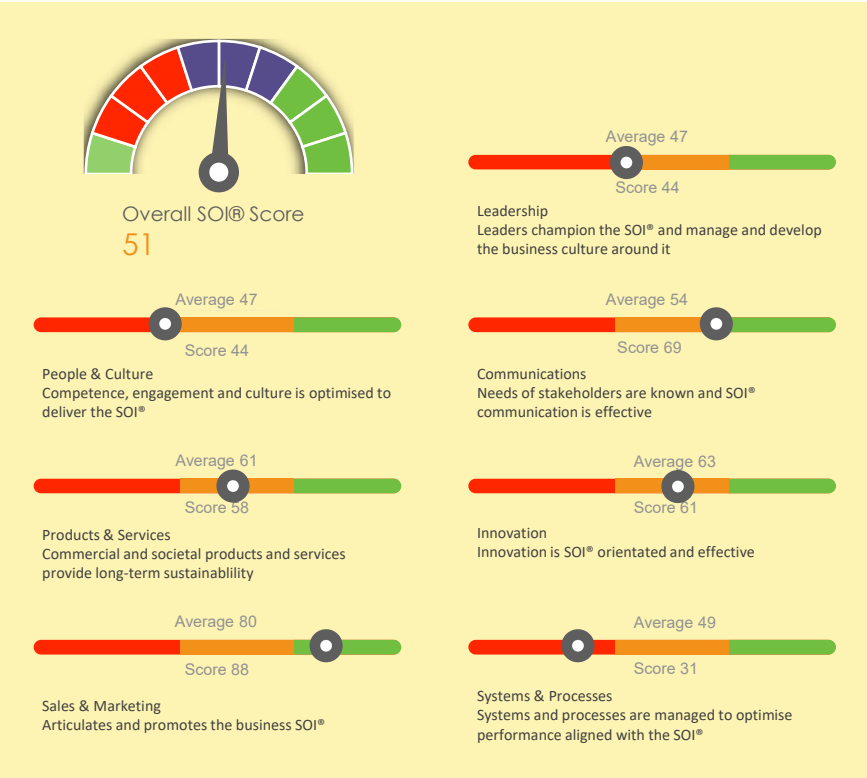 Overall SOI® Score
51
Average 47
Score 44
Leadership
Leaders champion the SOI® and manage and develop
the business culture around it
Average 47
Score 44
People & Culture
Competence, engagement and culture is optimised to
deliver the SOI®
Average 54
Score 69
Communications
Needs of stakeholders are known and SOI®
communication is effective
Average 61
Score 58
Products & Services
Commercial and societal products and services
provide long-term sustainablility
Average 63
Score 61
Innovation
Innovation is SOI® orientated and effective
Average 80
Score 88
Sales & Marketing
Articulates and promotes the business SOI®
Average 49
Score 31
Systems & Processes
Systems and processes are managed to optimise
performance aligned with the SOI®